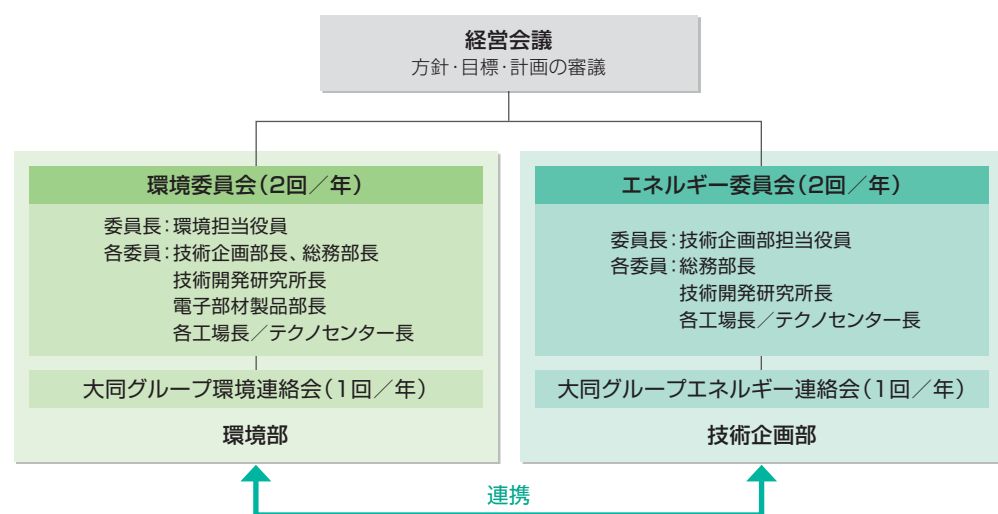 経営会議
方針・目標・計画の審議
環境委員会（2回／年）
委員長：環境担当役員
各委員：技術企画部長、総務部長
技術開発研究所長
電子部材製品部長
各工場長／テクノセンター長
大同グループ環境連絡会（1回／年）
環境部
エネルギー委員会（2回／年）
委員長：技術企画部担当役員
各委員：総務部長
技術開発研究所長
各工場長／テクノセンター長
大同グループエネルギー連絡会（1回／年）
技術企画部
連携